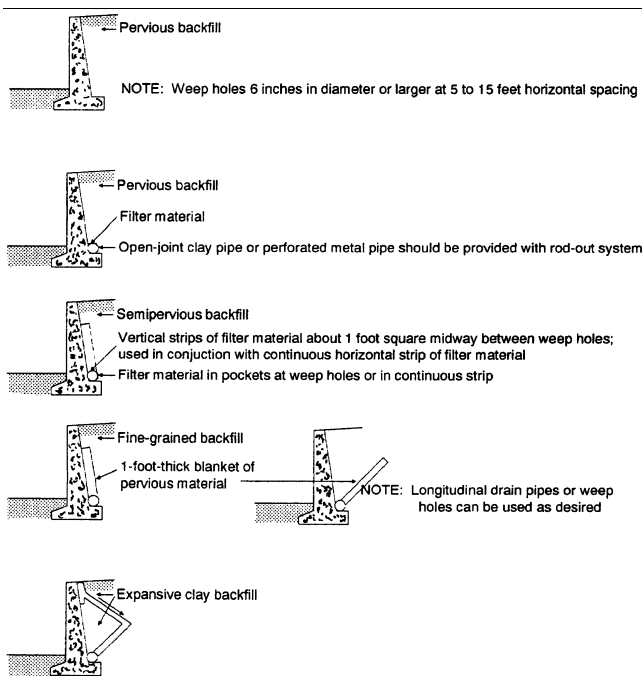 Pervious backfill
NOTE: Weep holes 6 inches in diameter or larger at 5 to 15 feet horizontal spacing
Pervious backfill
Filter material
Open-joint clay pipe or perforated metal pipe should be provided with rod-out system
Semipervious backfill
Vertical strips of filter material about 1 foot square midway between weep holes;
used in conjuction with continuous horizontal strip of filter material
Filter material in pockets at weep holes or in continuous strip
Fine-grained backfill
1-foot-thick blanket of
pervious material
NOTE: Longitudinal drain pipes or weep
holes can be used as desired
Expansive clay backfill